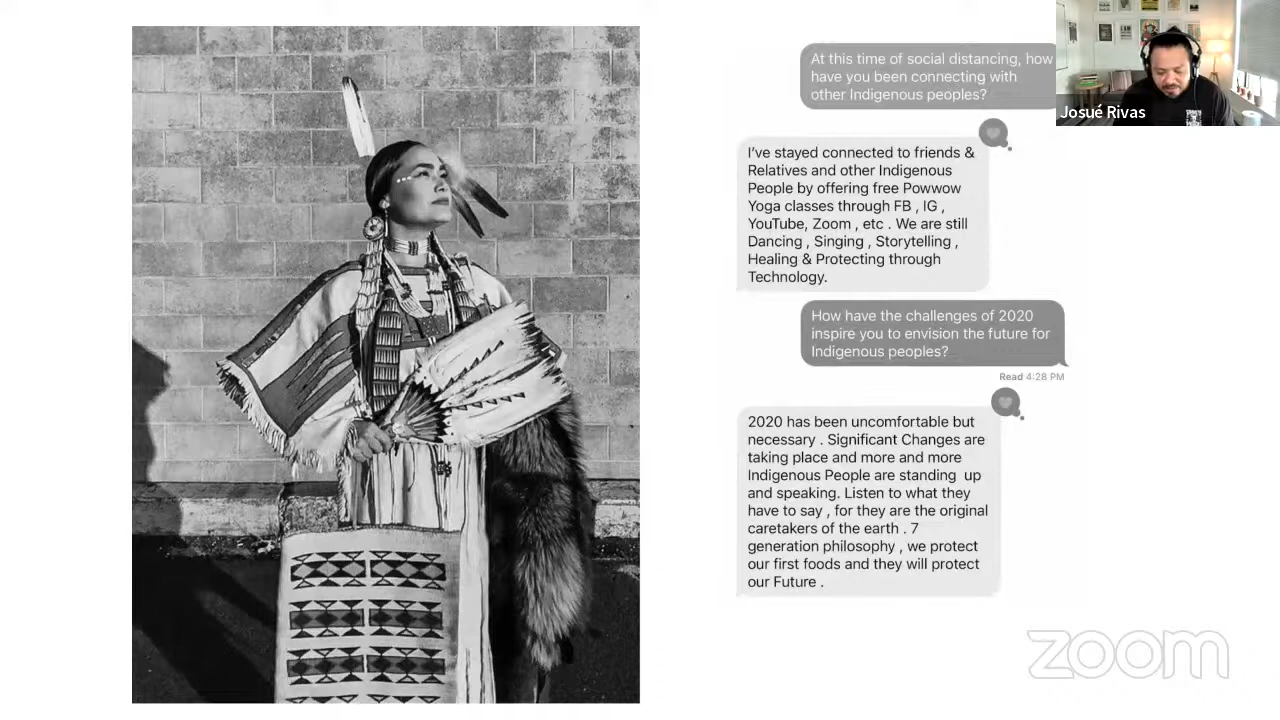 At this time of social distancing, how
have you been connecting with
other Indigenous peoples?
Josué Rivas
I've stayed connected to friends &
Relatives and other Indigenous
People by offering free Powwow
Yoga classes through FB , IG ,
YouTube, Zoom , etc . We are still
Dancing , Singing , Storytelling ,
Healing & Protecting through
Technology.
How have the challenges of 2020
inspire you to envision the future for
Indigenous peoples?
Read 4:28 PM
2020 has been uncomfortable but
necessary . Significant Changes are
taking place and more and more
Indigenous People are standing  up
and speaking. Listen to what they
have to say , for they are the original
caretakers of the earth . 7
generation philosophy , we protect
our first foods and they will protect
our Future .
zoom